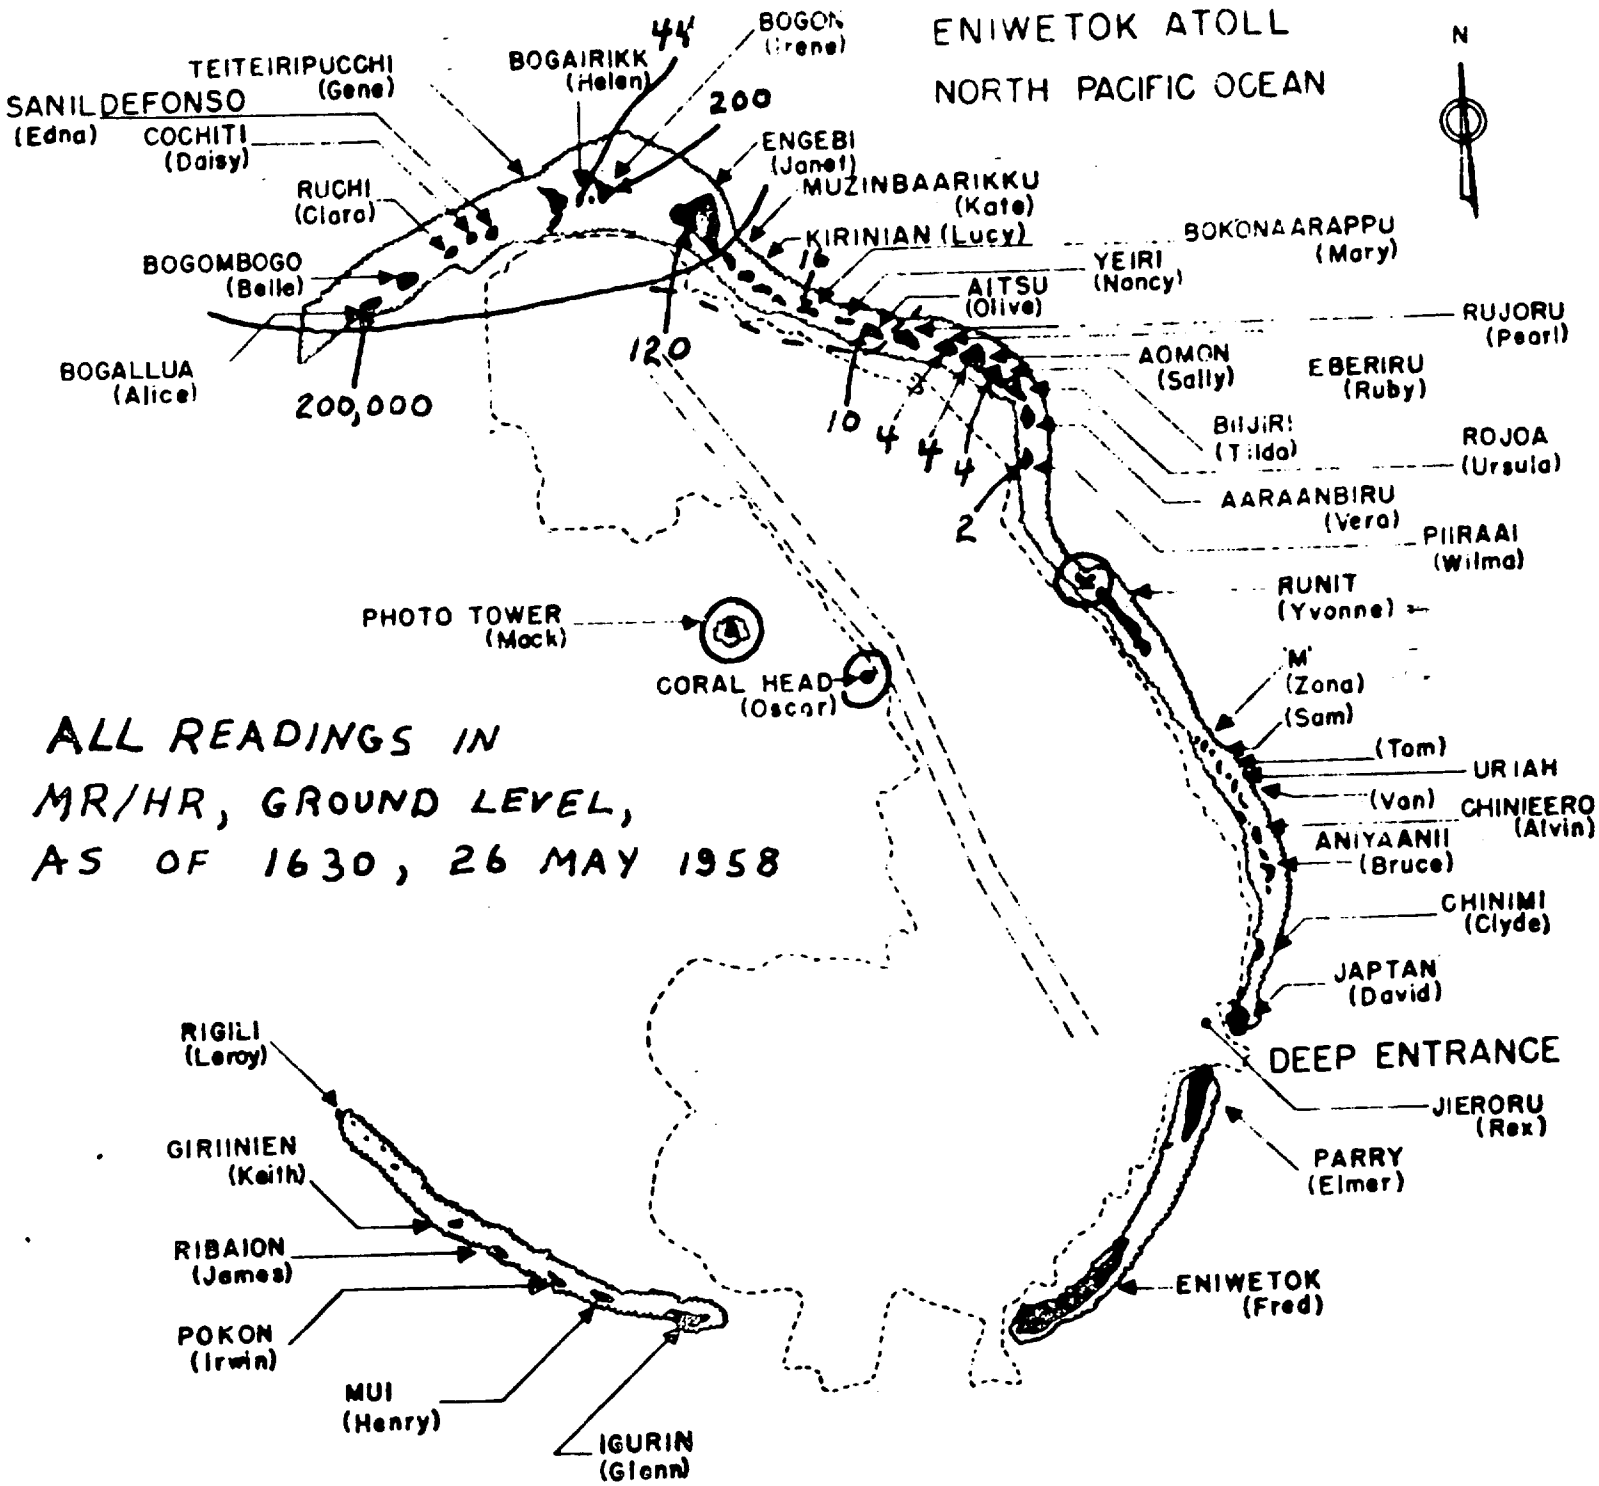 ENIWETOK ATOLL
NORTH PACIFIC OCEAN
N
BOGON
(Irene)
44
BOGAIRIKK
(Helen)
TEITEIRIPUCCHI
(Gene)
SANILDEFONSO
(Edna)
COCHITI
(Daisy)
RUCHI
(Clara)
BOGOMBOGO
(Belle)
BOGALLUA
(Alice)
200,000
200
ENGEBI
(Janet)
MUZINBAARIKKU
(Kate)
KIRINIAN (Lucy)
16
BOKONAARAPPU
(Mary)
YEIRI
(Nancy)
AITSU
(Olive)
RUJORU
(Pearl)
120
AOMON
(Sally)
EBERIRU
(Ruby)
10
4
4
4
BIIJIRI
(Tilda)
ROJOA
(Ursula)
2
AARAANBIRU
(Vera)
PIIRAAI
(Wilma)
RUNIT
(Yvonne)
PHOTO TOWER
(Mack)
CORAL HEAD
(Oscar)
'M'
(Zona)
(Sam)
(Tom)
URIAH
(Van)
CHINIEERO
(Alvin)
ANIYAANII
(Bruce)
CHINIMI
(Clyde)
JAPTAN
(David)
DEEP ENTRANCE
JIERORU
(Rex)
PARRY
(Elmer)
ENIWETOK
(Fred)
ALL READINGS IN
MR/HR, GROUND LEVEL,
AS OF 1630, 26 MAY 1958
RIGILI
(Leroy)
GIRIINIEN
(Keith)
RIBAION
(James)
POKON
(Irwin)
MUI
(Henry)
IGURIN
(Glenn)